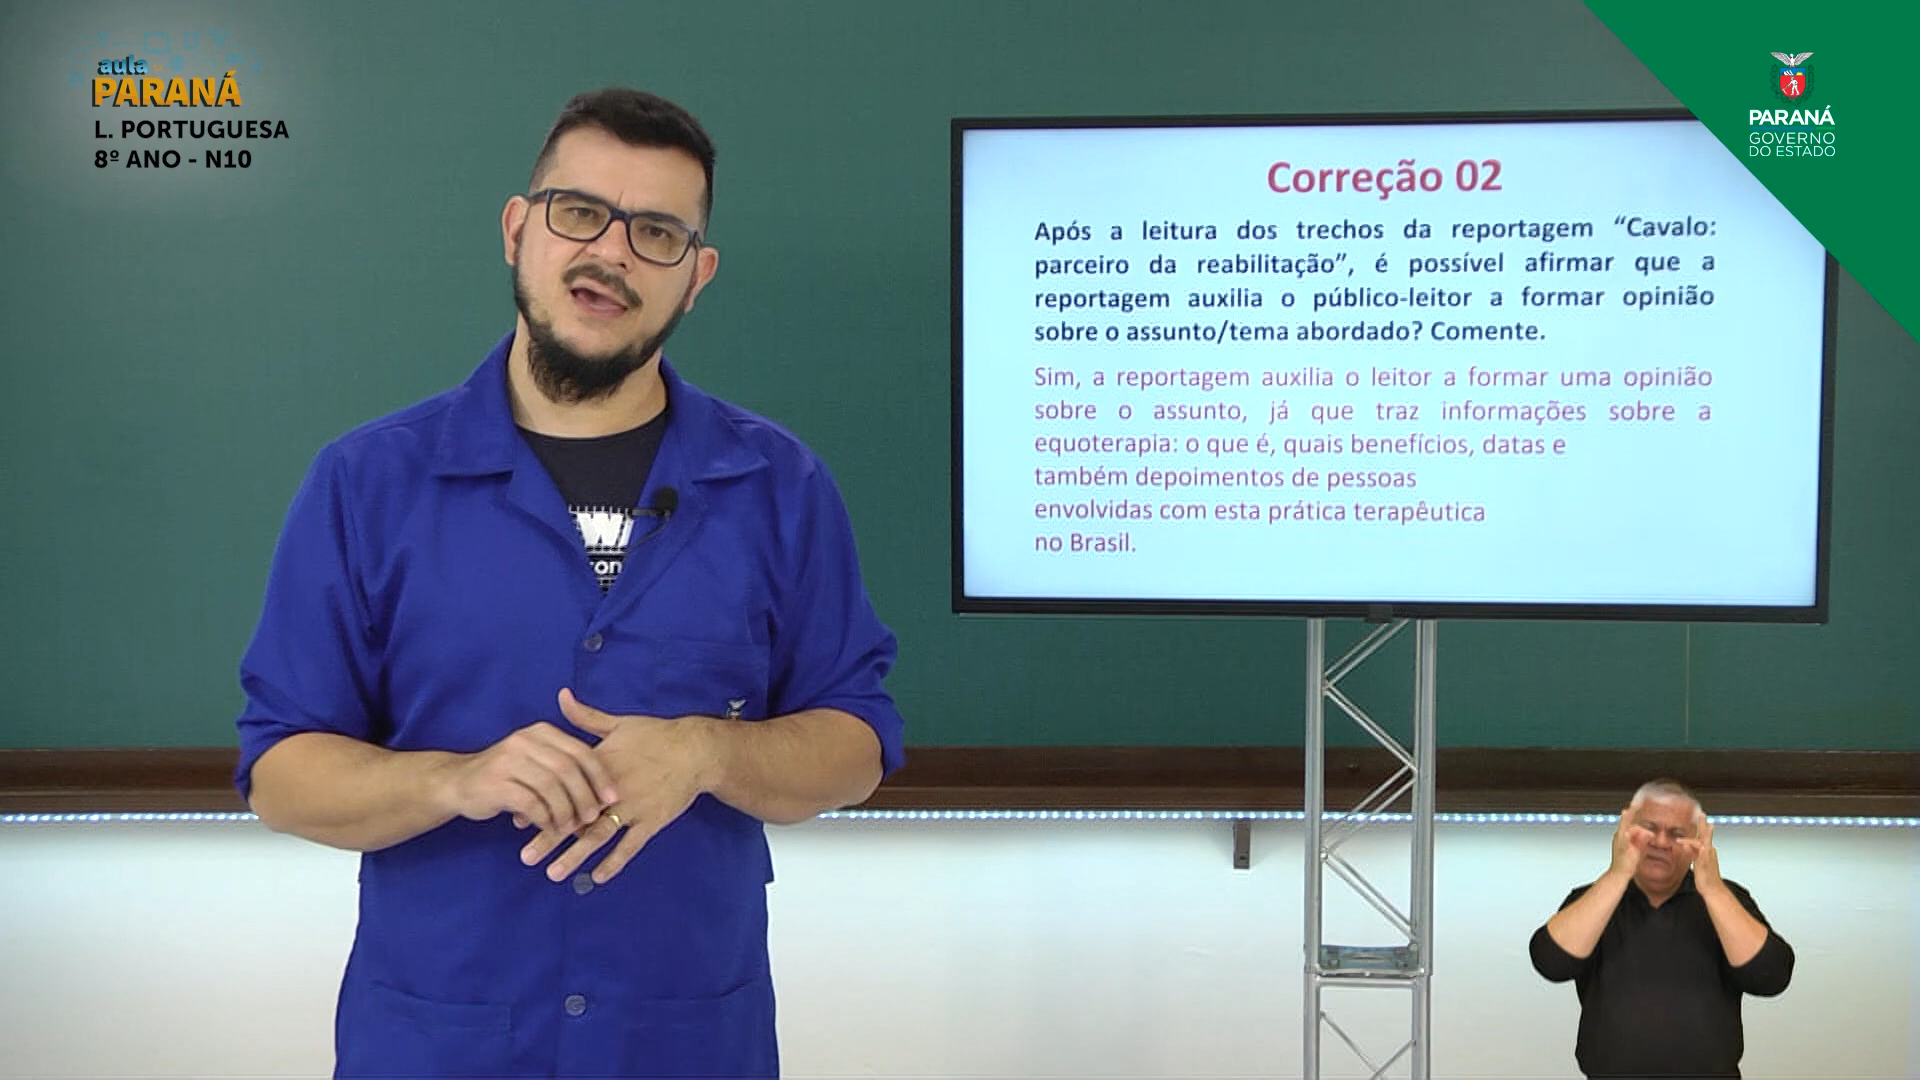 aula
PARANÁ
L. PORTUGUESA
8º ANO - N10
PARANÁ
GOVERNO
DO ESTADO
Correção 02
Após a leitura dos trechos da reportagem “Cavalo:
parceiro da reabilitação”, é possível afirmar que a
reportagem auxilia o público-leitor a formar opinião
sobre o assunto/tema abordado? Comente.
Sim, a reportagem auxilia o leitor a formar uma opinião
sobre o assunto, já que traz informações sobre a
equoterapia: o que é, quais benefícios, datas e
também depoimentos de pessoas
envolvidas com esta prática terapêutica
no Brasil.